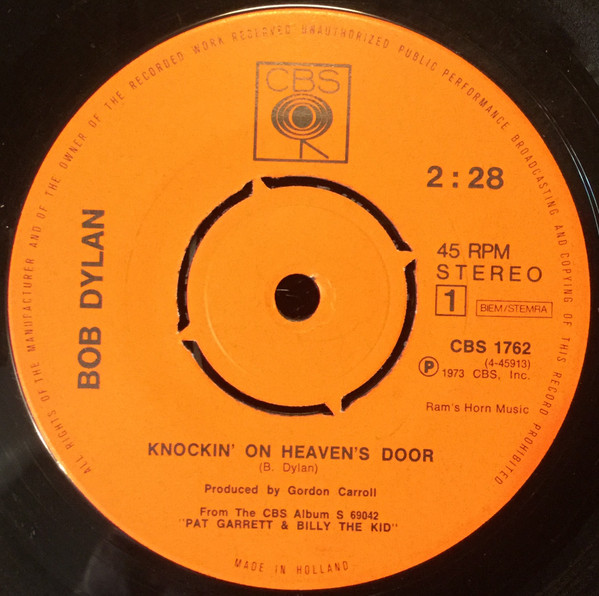 ALL RIGHTS OF THE MANUFACTURER AND OF THE OWNER OF THE RECORDED WORK RESERVED UNAUTHORIZED PUBLIC PERFORMANCE BROADCASTING AND COPYING OF THIS RECORD PROHIBITED
CBS
2:28
BOB DYLAN
45 RPM
STEREO
1
BIEM/STEMRA
CBS 1762
(4-45913)
Ⓟ 1973 CBS, Inc.
Ram's Horn Music
KNOCKIN' ON HEAVEN'S DOOR
(B. Dylan)
Produced by Gordon Carroll
From The CBS Album S 69042
"PAT GARRETT & BILLY THE KID"
MADE IN HOLLAND